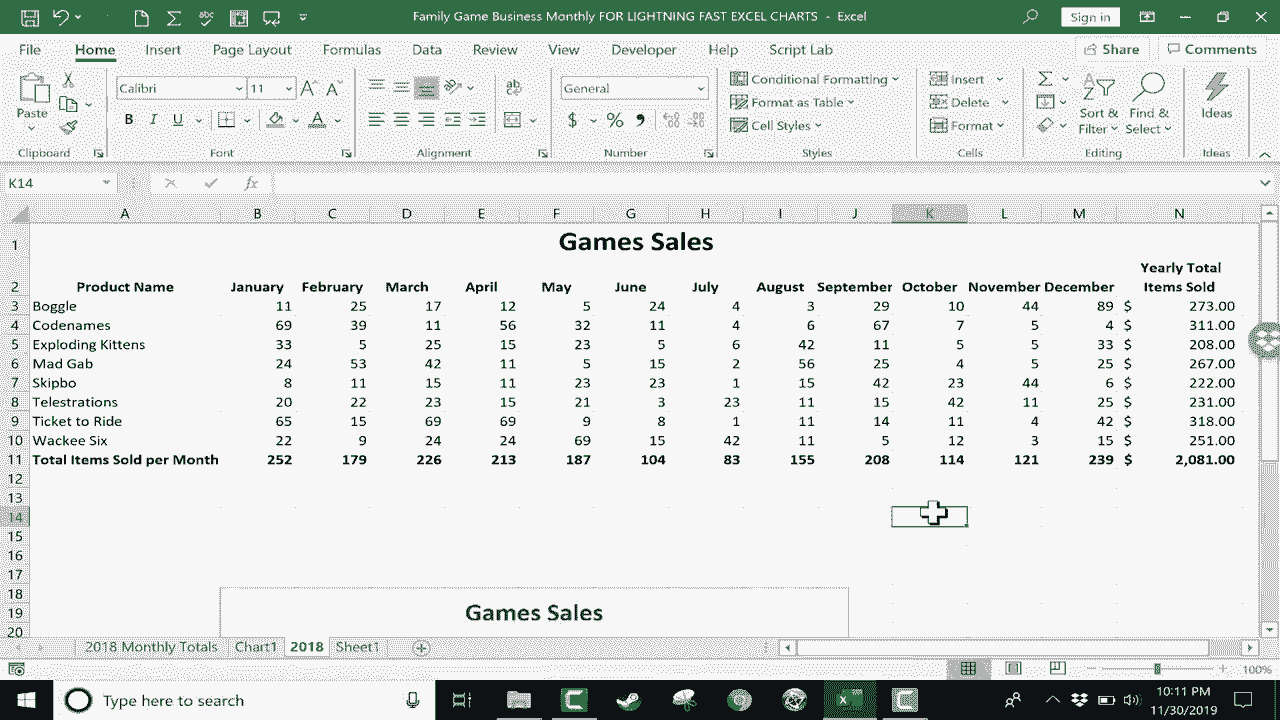 Family Game Business Monthly FOR LIGHTNING FAST EXCEL CHARTS - Excel
Sign in
File Home Insert Page Layout Formulas Data Review View Developer Help Script Lab Share Comments
Calibri 11 General Conditional Formatting Insert
Paste Format as Table Delete Sort & Find & Ideas
B I U $ % Cell Styles Format Filter Select
Clipboard Font Alignment Number Styles Cells Editing Ideas
K14 fx
A B C D E F G H I J K L M N
1 Games Sales
Yearly Total
2 Product Name January February March April May June July August September October November December Items Sold
3 Boggle 11 25 17 12 5 24 4 3 29 10 44 89 $ 273.00
4 Codenames 69 39 11 56 32 11 4 6 67 7 5 4 $ 311.00
5 Exploding Kittens 33 5 25 15 23 5 6 42 11 5 5 33 $ 208.00
6 Mad Gab 24 53 42 11 5 15 2 56 25 4 5 25 $ 267.00
7 Skipbo 8 11 15 11 23 23 1 15 42 23 44 6 $ 222.00
8 Telestrations 20 22 23 15 21 3 23 11 15 42 11 25 $ 231.00
9 Ticket to Ride 65 15 69 69 9 8 1 11 14 11 4 42 $ 318.00
10 Wackee Six 22 9 24 24 69 15 42 11 5 12 3 15 $ 251.00
11 Total Items Sold per Month 252 179 226 213 187 104 83 155 208 114 121 239 $ 2,081.00
12
13
14
15
16
17
18
19 Games Sales
20
2018 Monthly Totals Chart1 2018 Sheet1
100%
Type here to search 10:11 PM
11/30/2019